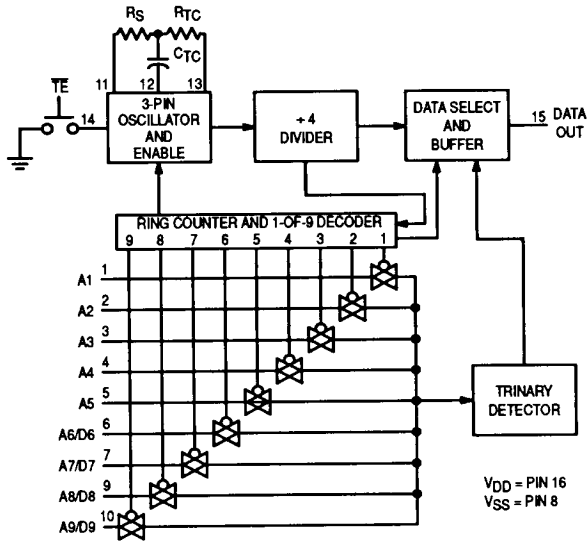 RS RTC
CTC
11 12 13
TE
14
3-PIN
OSCILLATOR
AND
ENABLE
÷ 4
DIVIDER
DATA SELECT
AND
BUFFER
15 DATA
OUT
RING COUNTER AND 1-OF-9 DECODER
9 8 7 6 5 4 3 2 1
A1 1
A2 2
A3 3
A4 4
A5 5
A6/D6 6
A7/D7 7
A8/D8 9
A9/D9 10
TRINARY
DETECTOR
VDD = PIN 16
VSS = PIN 8